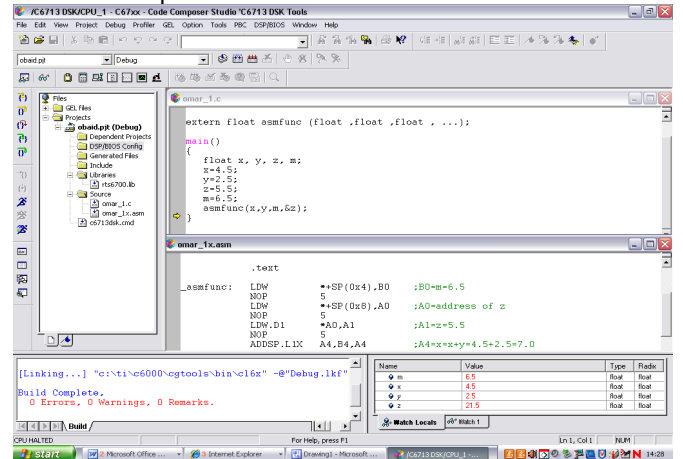 /C6713 DSK/CPU_1 - C67xx - Code Composer Studio 'C6713 DSK Tools
File Edit View Project Debug Profiler GEL Option Tools PBC DSP/BIOS Window Help
obaid.pjt Debug
Files
GEL files
Projects
obaid.pjt (Debug)
Dependent Projects
DSP/BIOS Config
Generated Files
Include
Libraries
rts6700.lib
Source
omar_1.c
omar_1x.asm
c6713dsk.cmd
omar_1.c
extern float asmfunc (float ,float ,float , ...);
main()
{
float x, y, z, m;
x=4.5;
y=2.5;
z=5.5;
m=6.5;
asmfunc(x,y,m,&z);
}
omar_1x.asm
.text
_asmfunc: LDW *+SP(0x4),B0 ;B0=m=6.5
NOP 5
LDW *+SP(0x8),A0 ;A0=address of z
NOP 5
LDW.D1 *A0,A1 ;A1=z=5.5
NOP 5
ADDSP.L1X A4,B4,A4 ;A4=x=x+y=4.5+2.5=7.0
[Linking...] "c:\ti\c6000\cgtools\bin\cl6x" -@"Debug.lkf"
Build Complete,
0 Errors, 0 Warnings, 0 Remarks.
Build
Name Value Type Radix
m 6.5 float float
x 4.5 float float
y 2.5 float float
z 21.5 float float
Watch Locals Watch 1
CPU HALTED For Help, press F1 Ln 1, Col 1 NUM
start 2 Microsoft Office ... 3 Internet Explorer Drawing1 - Microsoft ... /C6713 DSK/CPU_1 -... 14:28